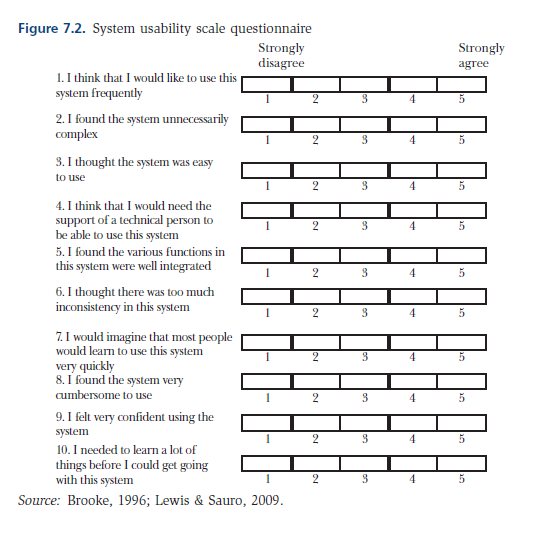 Figure 7.2. System usability scale questionnaire
Strongly Strongly
disagree agree
1. I think that I would like to use this
system frequently
1 2 3 4 5
2. I found the system unnecessarily
complex
1 2 3 4 5
3. I thought the system was easy
to use
1 2 3 4 5
4. I think that I would need the
support of a technical person to
be able to use this system
1 2 3 4 5
5. I found the various functions in
this system were well integrated
1 2 3 4 5
6. I thought there was too much
inconsistency in this system
1 2 3 4 5
7. I would imagine that most people
would learn to use this system
very quickly
1 2 3 4 5
8. I found the system very
cumbersome to use
1 2 3 4 5
9. I felt very confident using the
system
1 2 3 4 5
10. I needed to learn a lot of
things before I could get going
with this system
1 2 3 4 5
Source: Brooke, 1996; Lewis & Sauro, 2009.